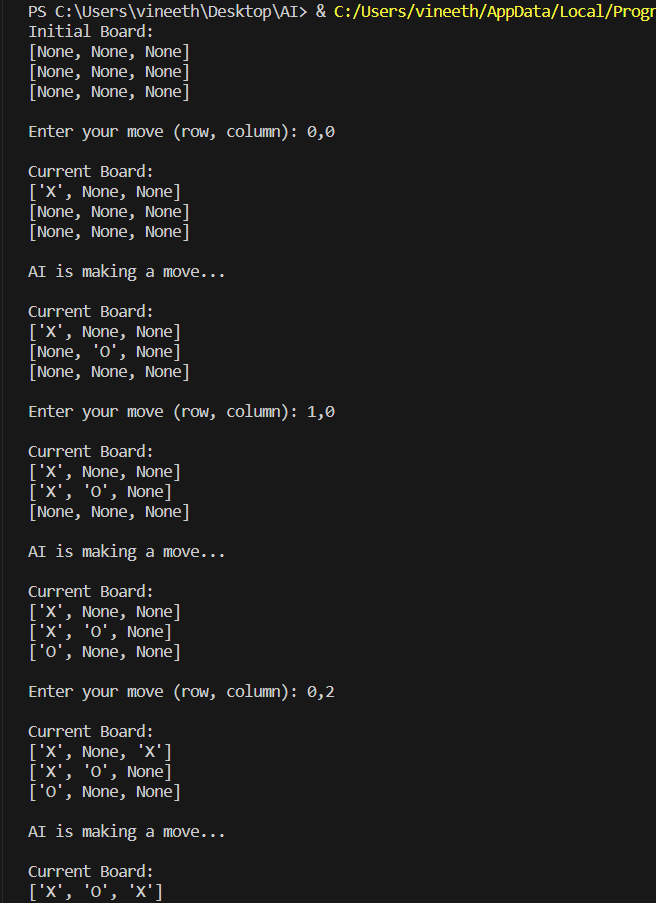 PS C:\Users\vineeth\Desktop\AI> & C:/Users/vineeth/AppData/Local/Progr
Initial Board:
[None, None, None]
[None, None, None]
[None, None, None]
Enter your move (row, column): 0,0
Current Board:
['X', None, None]
[None, None, None]
[None, None, None]
AI is making a move...
Current Board:
['X', None, None]
[None, 'O', None]
[None, None, None]
Enter your move (row, column): 1,0
Current Board:
['X', None, None]
['X', 'O', None]
[None, None, None]
AI is making a move...
Current Board:
['X', None, None]
['X', 'O', None]
['O', None, None]
Enter your move (row, column): 0,2
Current Board:
['X', None, 'X']
['X', 'O', None]
['O', None, None]
AI is making a move...
Current Board:
['X', 'O', 'X']